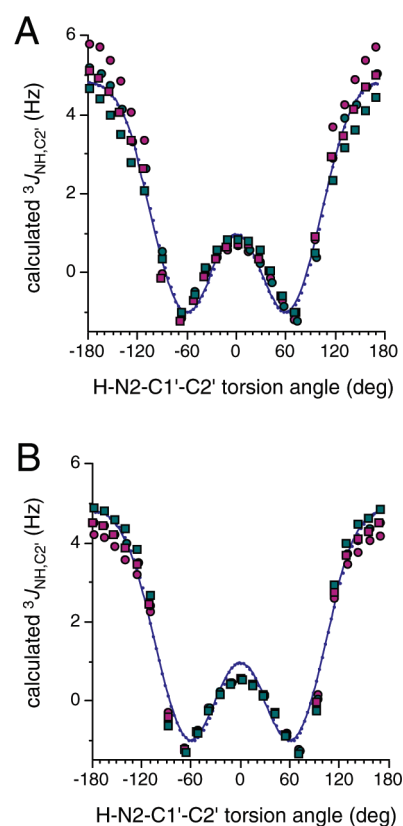 A
6
4
2
0
calculated ³J_NH,C2' (Hz)
-180 -120 -60 0 60 120 180
H-N2-C1'-C2' torsion angle (deg)
B
6
4
2
0
calculated ³J_NH,C2' (Hz)
-180 -120 -60 0 60 120 180
H-N2-C1'-C2' torsion angle (deg)